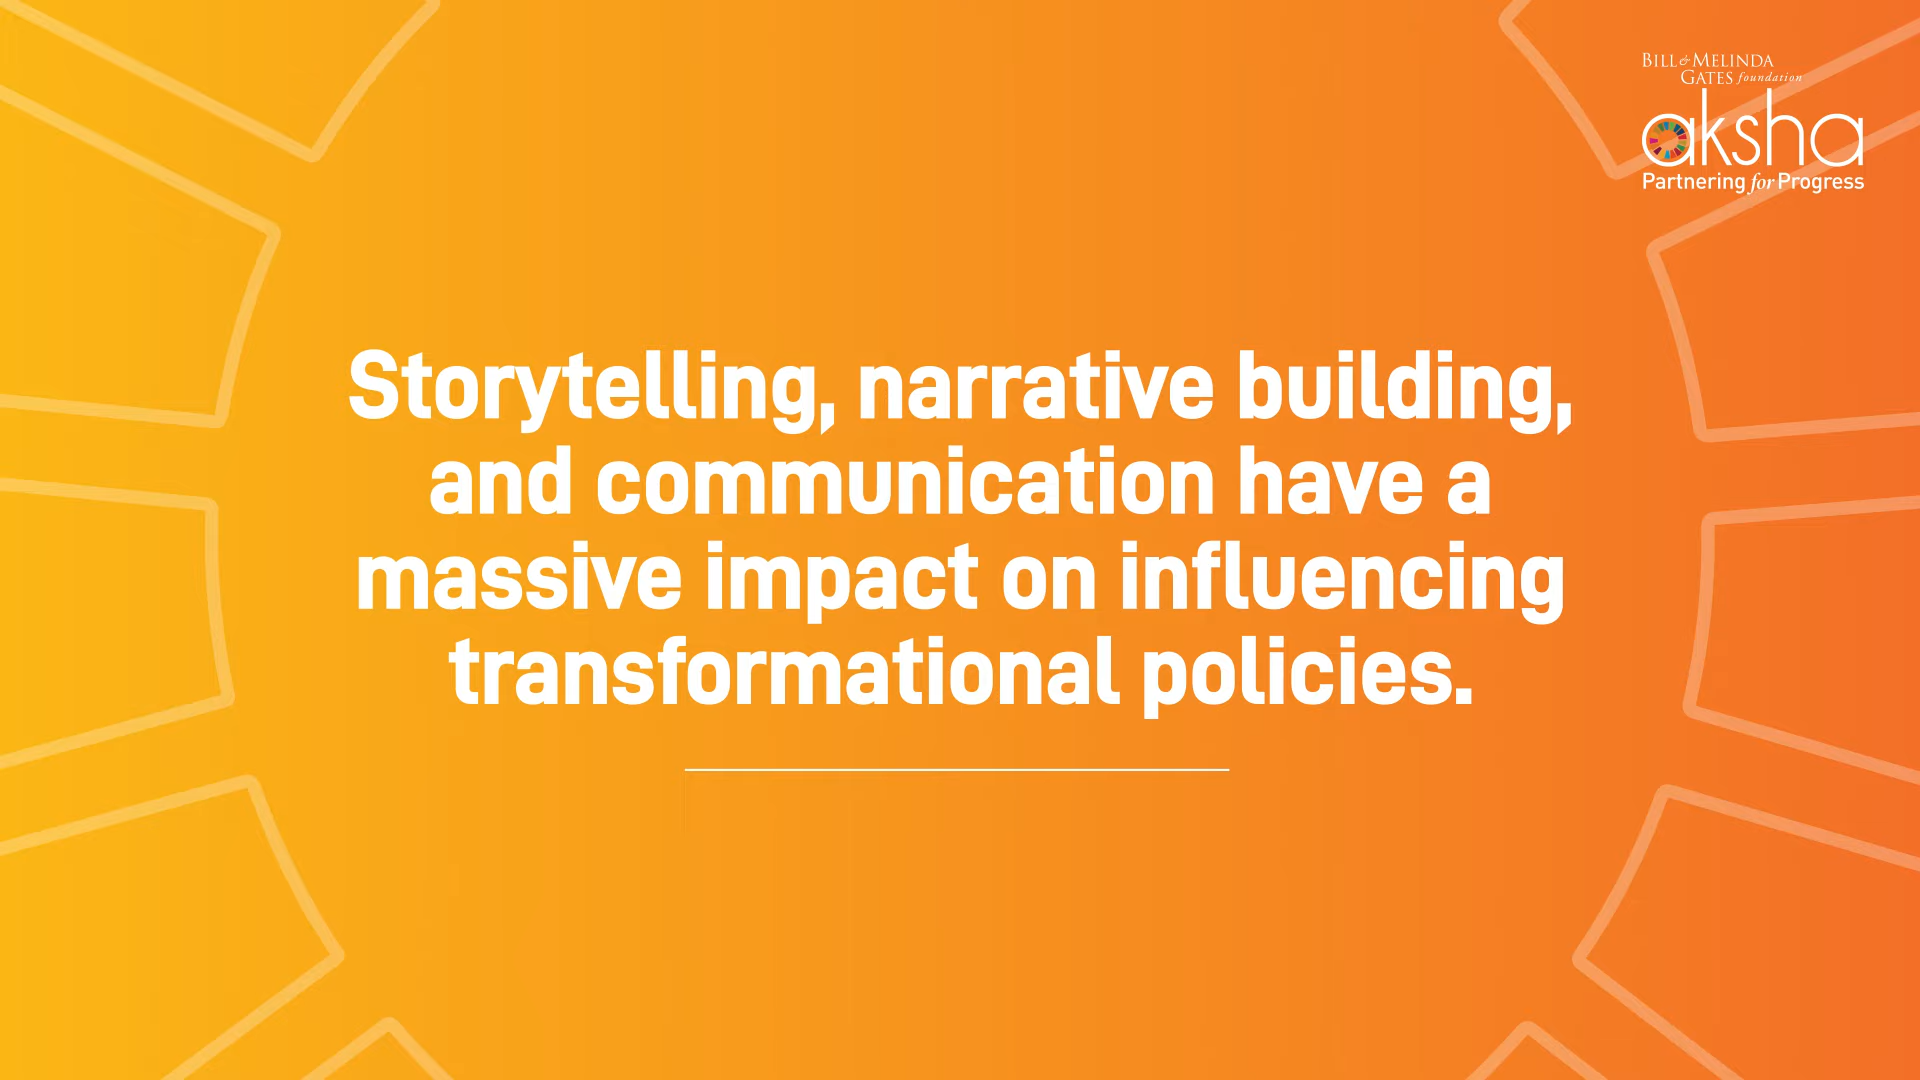 BILL & MELINDA
GATES foundation
aksha
Partnering for Progress
Storytelling, narrative building,
and communication have a
massive impact on influencing
transformational policies.